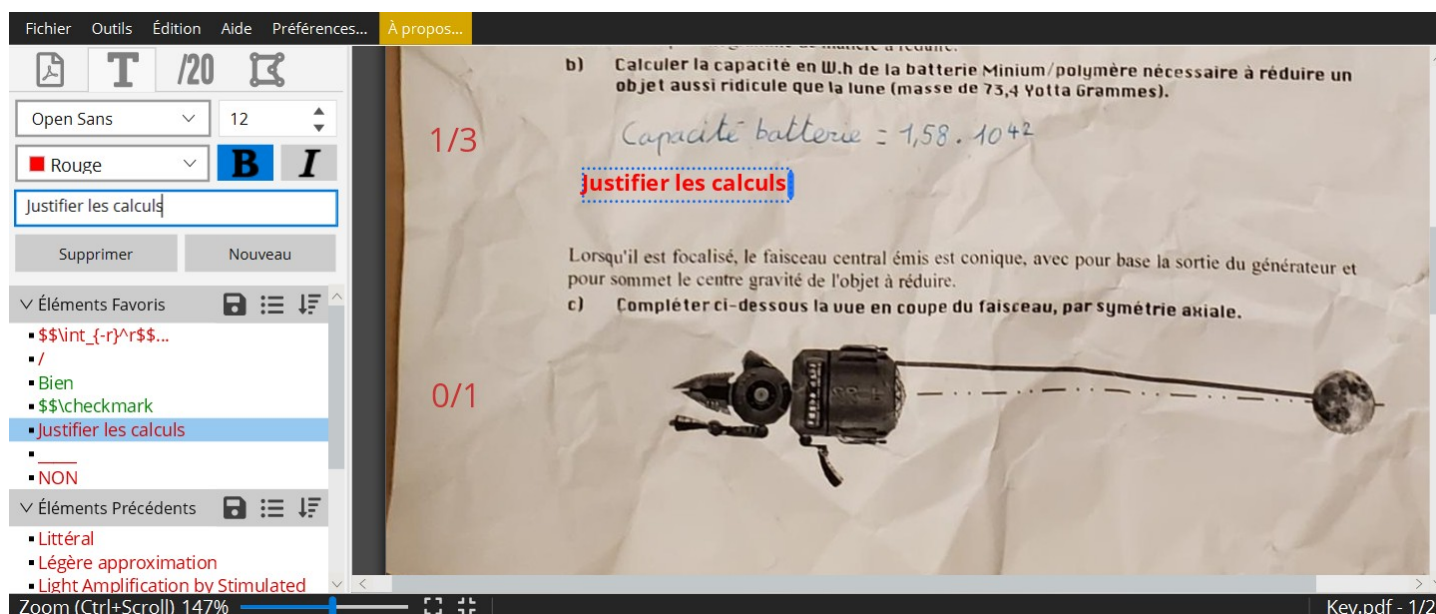 Fichier Outils Édition Aide Préférences... À propos...
/20
Open Sans 12
Rouge B I
Justifier les calculs
Supprimer Nouveau
Éléments Favoris
$$\int_{-r}^r$$...
/
Bien
$$\checkmark
Justifier les calculs
_____
NON
Éléments Précédents
Littéral
Légère approximation
Light Amplification by Stimulated
Zoom (Ctrl+Scroll) 147%
de manière à réduire.
b) Calculer la capacité en W.h de la batterie Minium/polymère nécessaire à réduire un
objet aussi ridicule que la lune (masse de 73,4 Yotta Grammes).
1/3
Capacité batterie = 1,58 . 10^42
Justifier les calculs
Lorsqu'il est focalisé, le faisceau central émis est conique, avec pour base la sortie du générateur et
pour sommet le centre gravité de l'objet à réduire.
c) Compléter ci-dessous la vue en coupe du faisceau, par symétrie axiale.
0/1
Key.pdf - 1/2